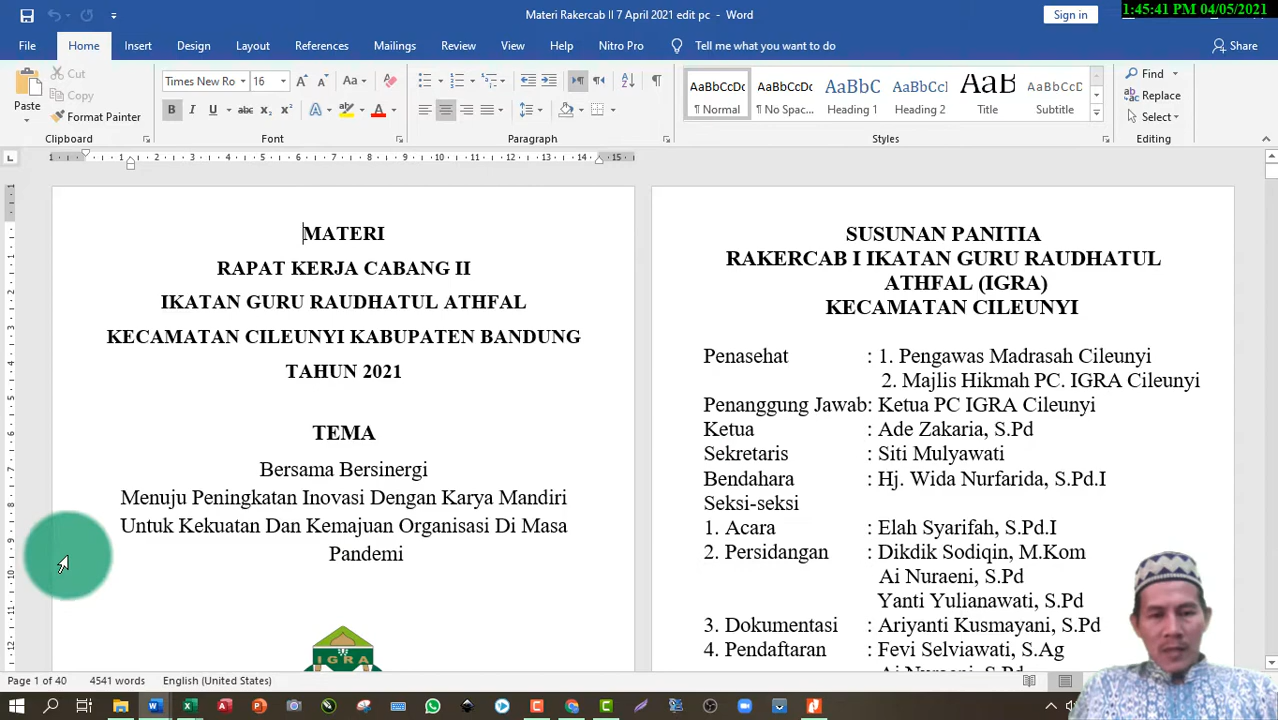 Materi Rakercab II 7 April 2021 edit pc - Word
Sign in
1:45:41 PM 04/05/2021
File Home Insert Design Layout References Mailings Review View Help Nitro Pro Tell me what you want to do Share
Paste
Cut
Copy
Format Painter
Clipboard
Times New Ro 16
Font
Paragraph
AaBbCcDc AaBbCcDc AaBbC AaBbC AaB AaBbCcD
¶ Normal ¶ No Spac... Heading 1 Heading 2 Title Subtitle
Styles
Find
Replace
Select
Editing
MATERI
RAPAT KERJA CABANG II
IKATAN GURU RAUDHATUL ATHFAL
KECAMATAN CILEUNYI KABUPATEN BANDUNG
TAHUN 2021
TEMA
Bersama Bersinergi
Menuju Peningkatan Inovasi Dengan Karya Mandiri
Untuk Kekuatan Dan Kemajuan Organisasi Di Masa
Pandemi
IGRA
SUSUNAN PANITIA
RAKERCAB I IKATAN GURU RAUDHATUL
ATHFAL (IGRA)
KECAMATAN CILEUNYI
Penasehat : 1. Pengawas Madrasah Cileunyi
2. Majlis Hikmah PC. IGRA Cileunyi
Penanggung Jawab: Ketua PC IGRA Cileunyi
Ketua : Ade Zakaria, S.Pd
Sekretaris : Siti Mulyawati
Bendahara : Hj. Wida Nurfarida, S.Pd.I
Seksi-seksi
1. Acara : Elah Syarifah, S.Pd.I
2. Persidangan : Dikdik Sodiqin, M.Kom
Ai Nuraeni, S.Pd
Yanti Yulianawati, S.Pd
3. Dokumentasi : Ariyanti Kusmayani, S.Pd
4. Pendaftaran : Fevi Selviawati, S.Ag
Ai Nuraeni, S.Pd
Page 1 of 40 4541 words English (United States)